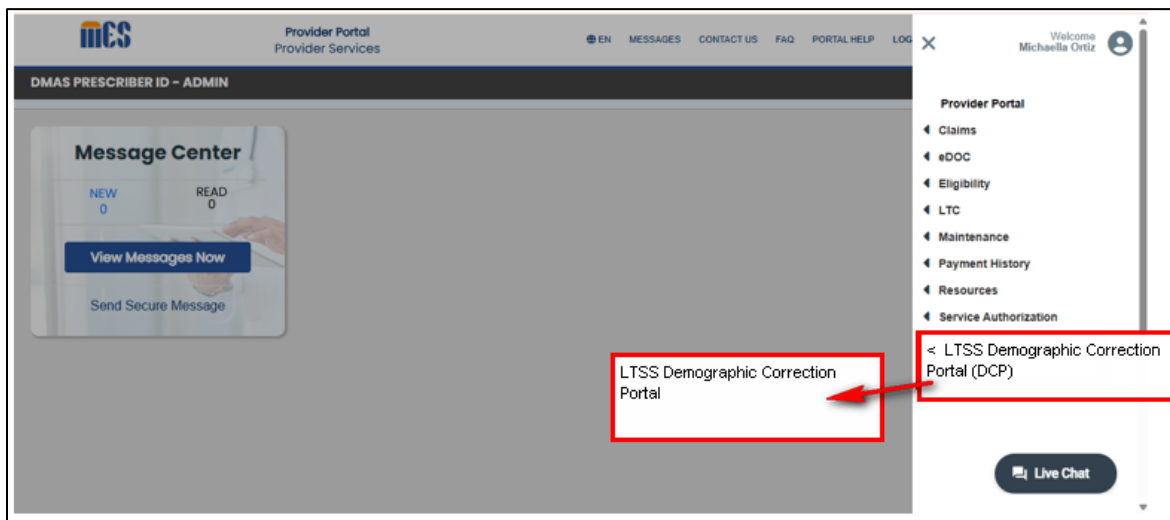 mES
Provider Portal
Provider Services
EN MESSAGES CONTACT US FAQ PORTAL HELP LOG
Welcome
Michaella Ortiz
DMAS PRESCRIBER ID - ADMIN
Message Center
NEW READ
0 0
View Messages Now
Send Secure Message
Provider Portal
Claims
eDOC
Eligibility
LTC
Maintenance
Payment History
Resources
Service Authorization
< LTSS Demographic Correction
Portal (DCP)
LTSS Demographic Correction
Portal
Live Chat